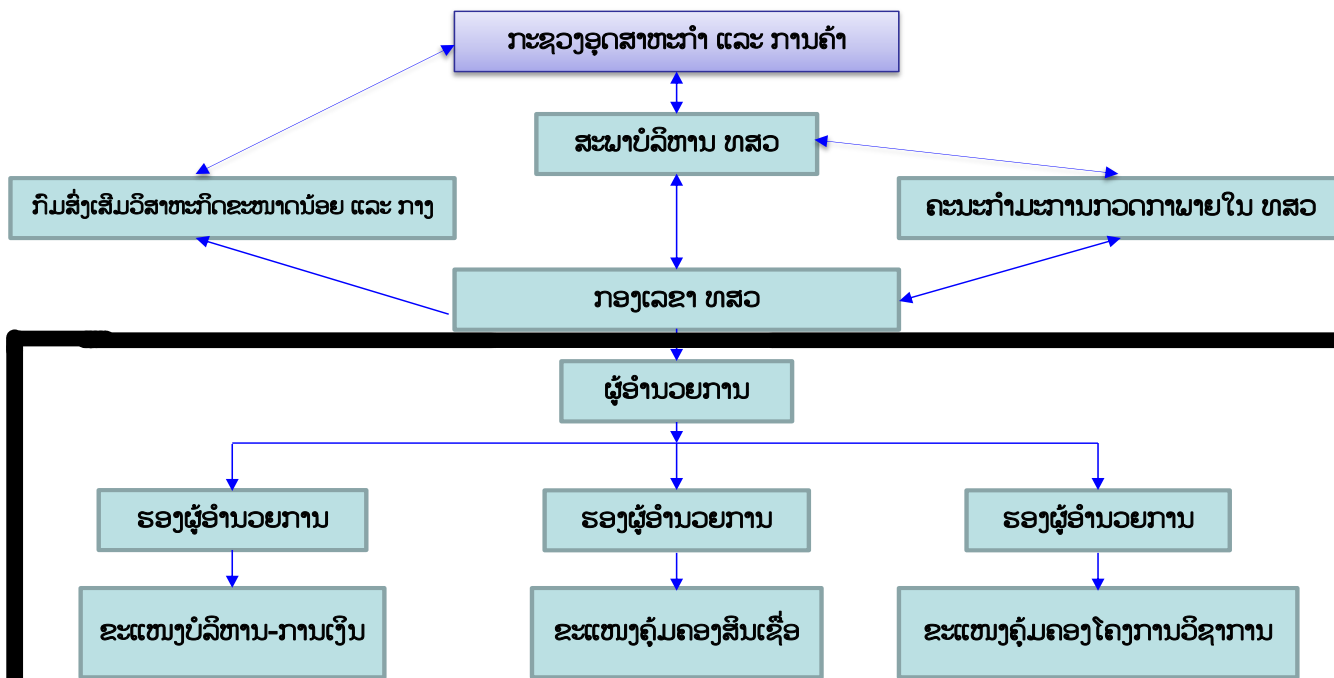 ກະຊວງອຸດສາຫະກຳ ແລະ ການຄ້າ
ສະພາບໍລິຫານ ທສວ
ກົມສົ່ງເສີມວິສາຫະກິດຂະໜາດນ້ອຍ ແລະ ກາງ
ຄະນະກຳມະການກວດກາພາຍໃນ ທສວ
ກອງເລຂາ ທສວ
ຜູ້ອຳນວຍການ
ຮອງຜູ້ອຳນວຍການ
ຮອງຜູ້ອຳນວຍການ
ຮອງຜູ້ອຳນວຍການ
ຂະແໜງບໍລິຫານ-ການເງິນ
ຂະແໜງຄຸ້ມຄອງສິນເຊື່ອ
ຂະແໜງຄຸ້ມຄອງໂຄງການວິຊາການ